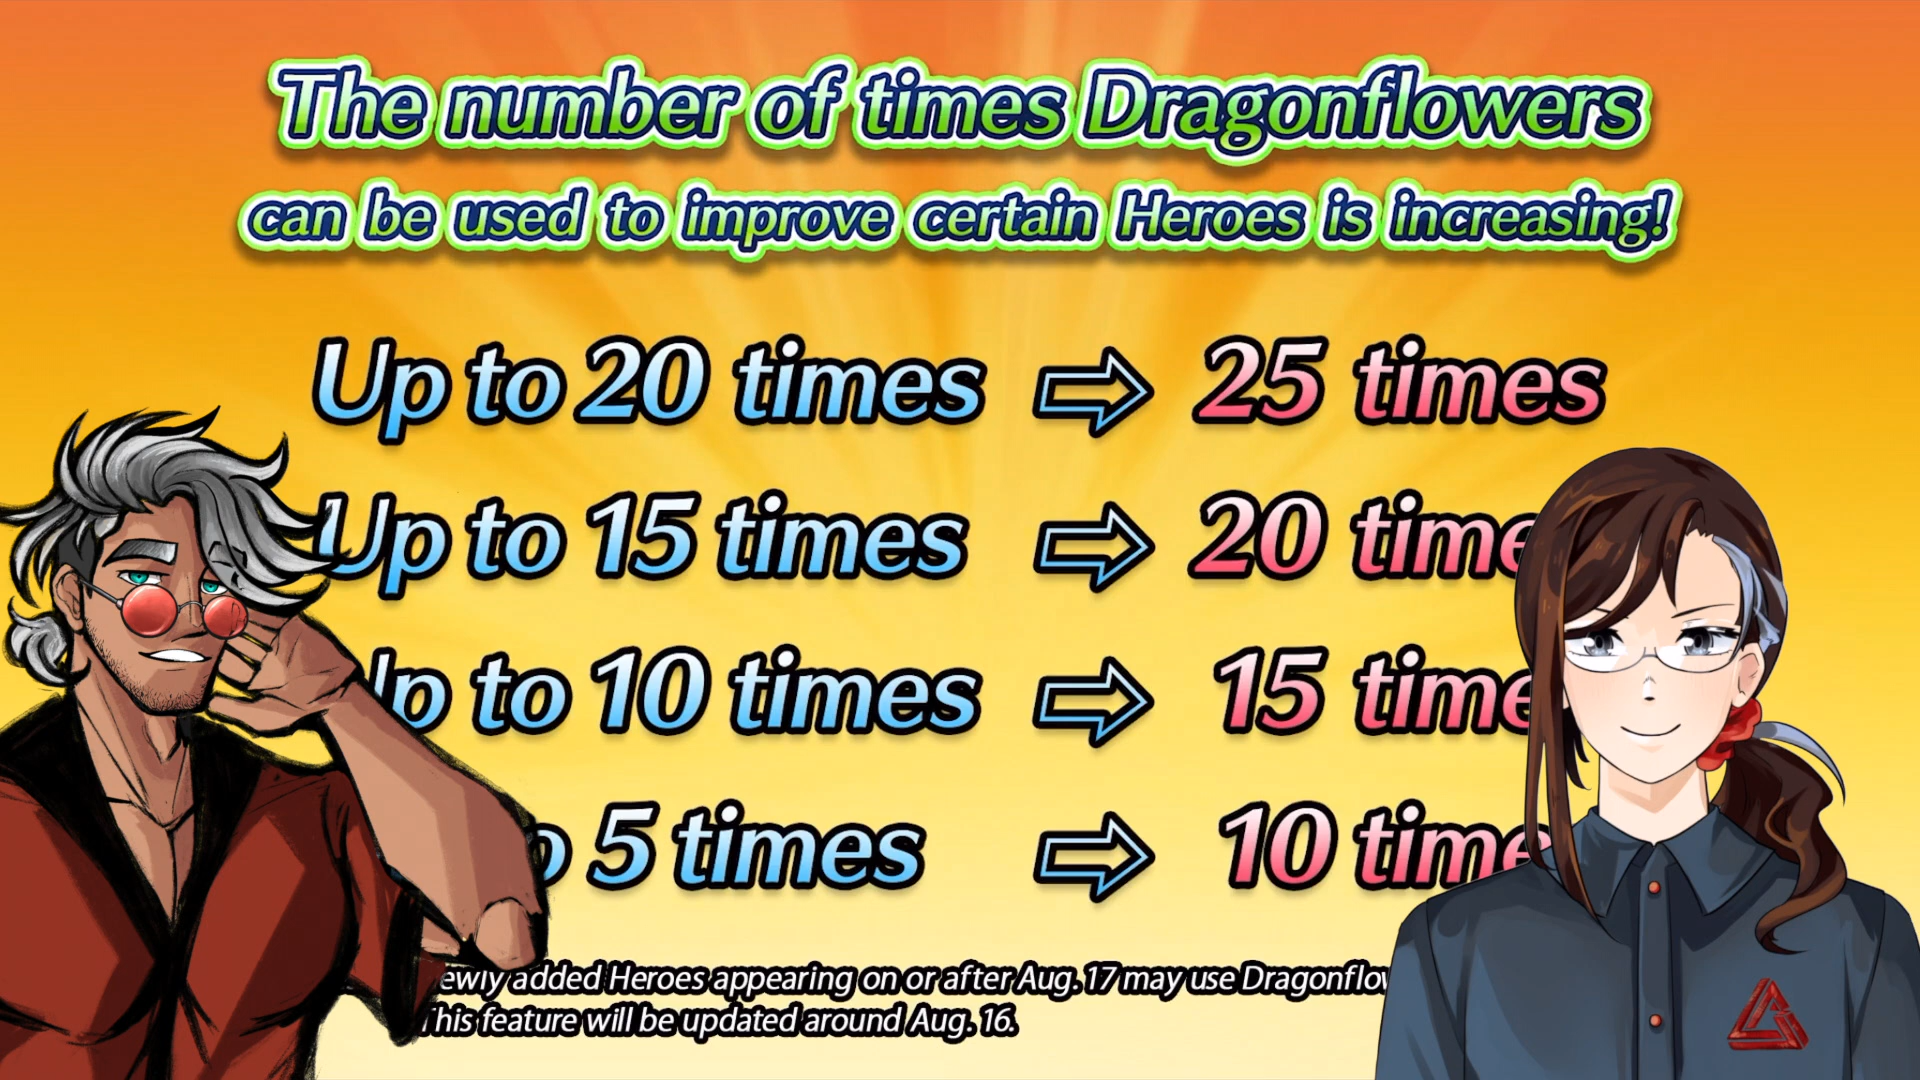 The number of times Dragonflowers
can be used to improve certain Heroes is increasing!
Up to 20 times ⇨ 25 times
Up to 15 times ⇨ 20
to 10 times ⇨ 15
5 times ⇨ 10
added Heroes appearing on or after Aug. 17 may use
This feature will be updated around Aug. 16.